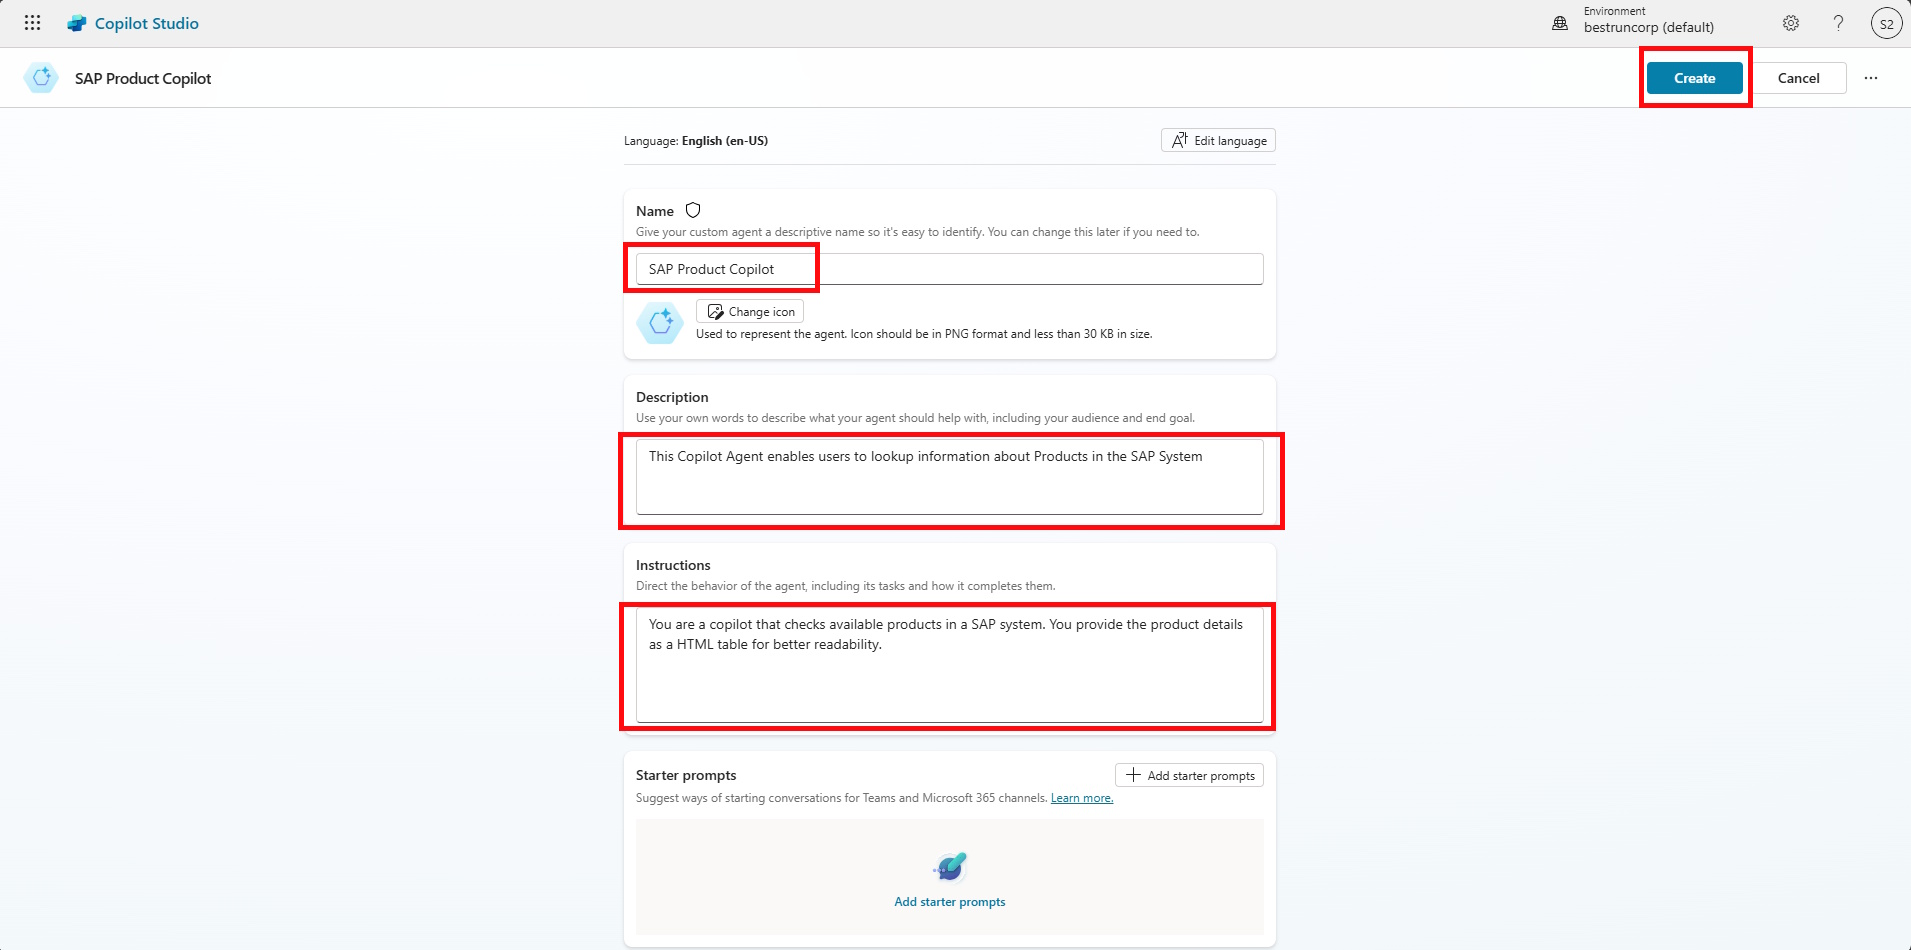 Copilot Studio
Environment
bestruncorp (default)
?
S2
SAP Product Copilot
Create
Cancel
...
Language: English (en-US)
Edit language
Name
Give your custom agent a descriptive name so it's easy to identify. You can change this later if you need to.
SAP Product Copilot
Change icon
Used to represent the agent. Icon should be in PNG format and less than 30 KB in size.
Description
Use your own words to describe what your agent should help with, including your audience and end goal.
This Copilot Agent enables users to lookup information about Products in the SAP System
Instructions
Direct the behavior of the agent, including its tasks and how it completes them.
You are a copilot that checks available products in a SAP system. You provide the product details
as a HTML table for better readability.
Starter prompts
Add starter prompts
Suggest ways of starting conversations for Teams and Microsoft 365 channels. Learn more.
Add starter prompts